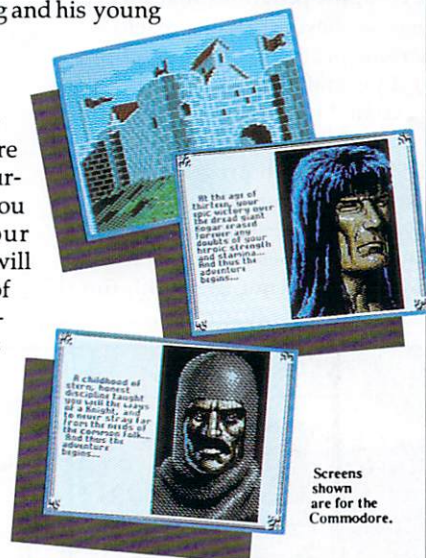 g and his young
re
ur-
ou
our
will
of
-
At the age of
thirteen, your
epic victory over
the dread giant
Rogar erased
forever any
doubts of your
heroic strength
and stamina...
And thus the
adventure
begins...
A childhood of
stern, honest
discipline taught
you well the ways
of a Knight, and
to never stray far
from the needs of
the common folk...
And thus the
adventure
begins...
Screens
shown
are for the
Commodore.